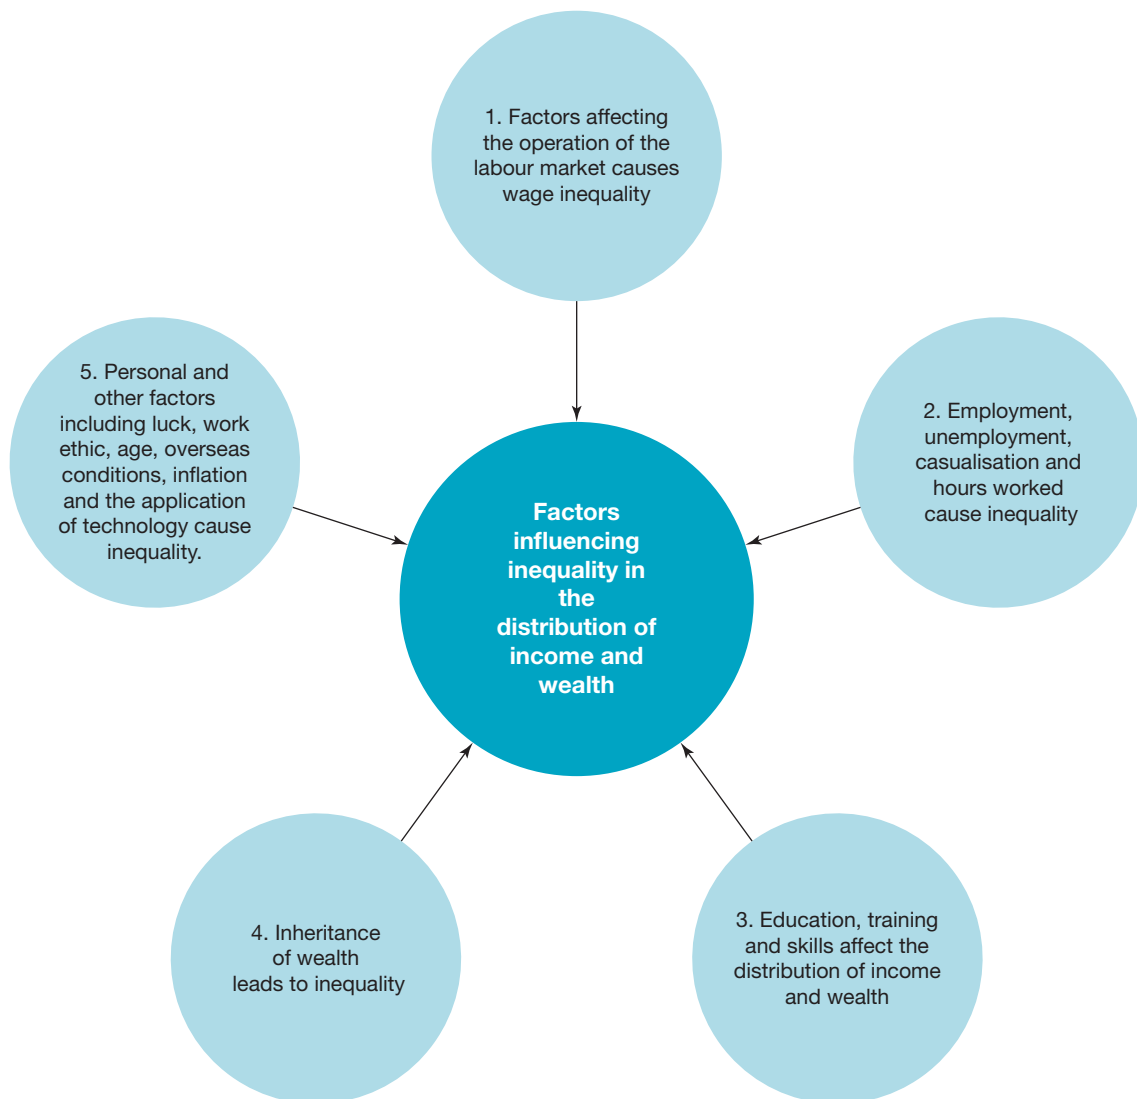 1. Factors affecting
the operation of the
labour market causes
wage inequality
2. Employment,
unemployment,
casualisation and
hours worked
cause inequality
3. Education, training
and skills affect the
distribution of income
and wealth
4. Inheritance
of wealth
leads to inequality
5. Personal and
other factors
including luck, work
ethic, age, overseas
conditions, inflation
and the application
of technology cause
inequality.
Factors
influencing
inequality in
the
distribution of
income and
wealth